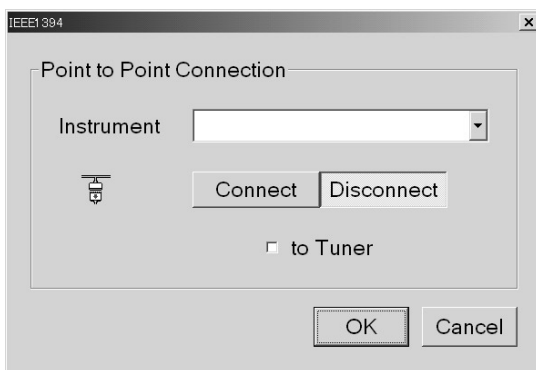 IEEE1394
Point to Point Connection
Instrument
Connect Disconnect
to Tuner
OK Cancel